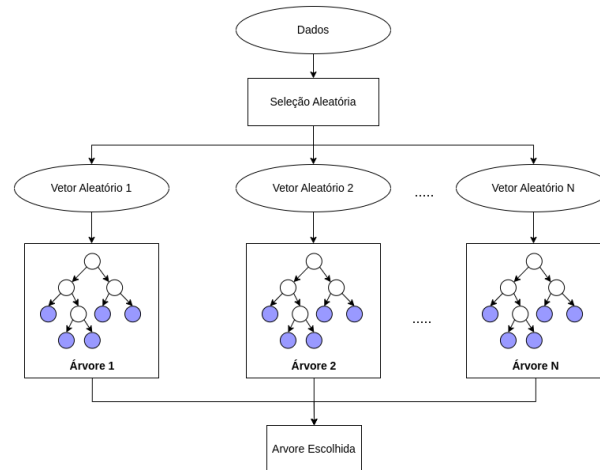 Dados
Seleção Aleatória
Vetor Aleatório 1
Vetor Aleatório 2
.....
Vetor Aleatório N
.....
Árvore 1
Árvore 2
Árvore N
Arvore Escolhida